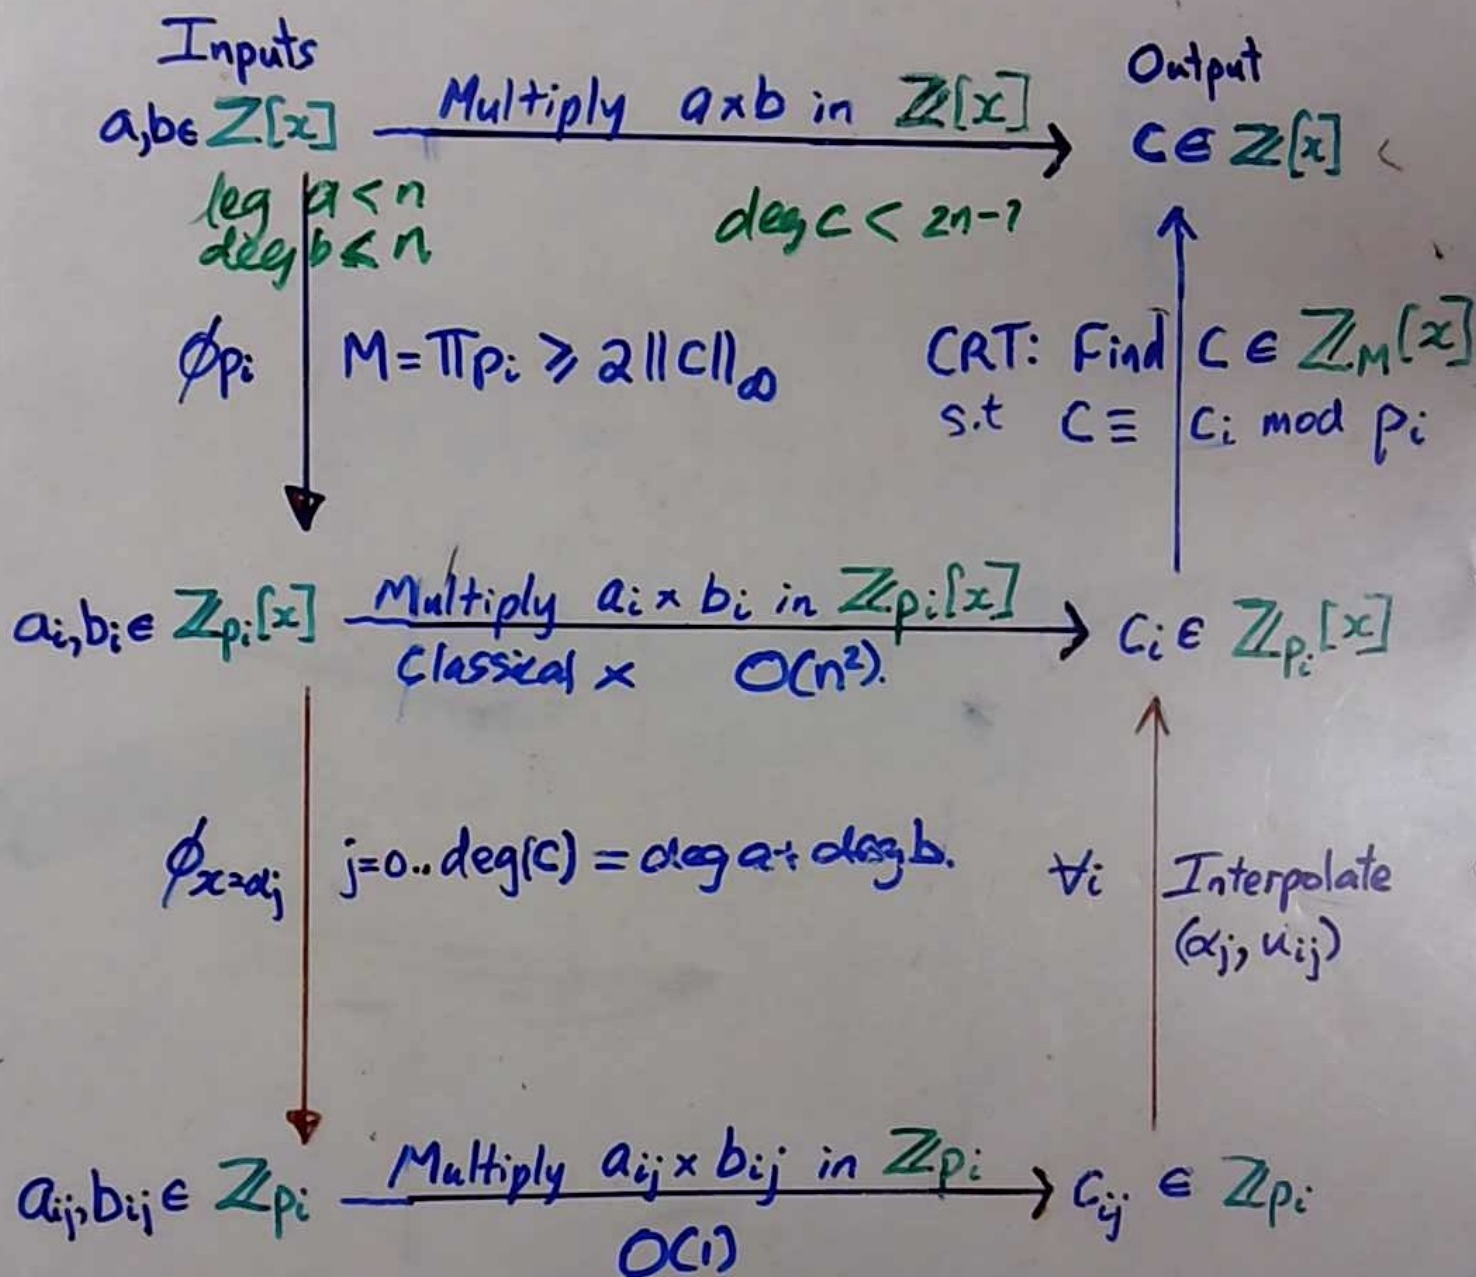 Inputs
Output
a,b∈ Z[x] Multiply a×b in Z[x] C∈ Z[x]
deg a<n
deg b<n
deg c < 2n-1
ϕpi M=Πpi ⩾ 2||C||∞
CRT: Find C ∈ ZM[x]
s.t C≡ Ci mod pi
ai,bi∈ Zpi[x] Multiply ai × bi in Zpi[x] Ci∈ Zpi[x]
Classical × O(n²).
ϕx=αj j=0..deg(C) = deg a + deg b.
∀i Interpolate
(αj, uij)
aij,bij∈ Zpi Multiply aij × bij in Zpi Cij ∈ Zpi
O(1)